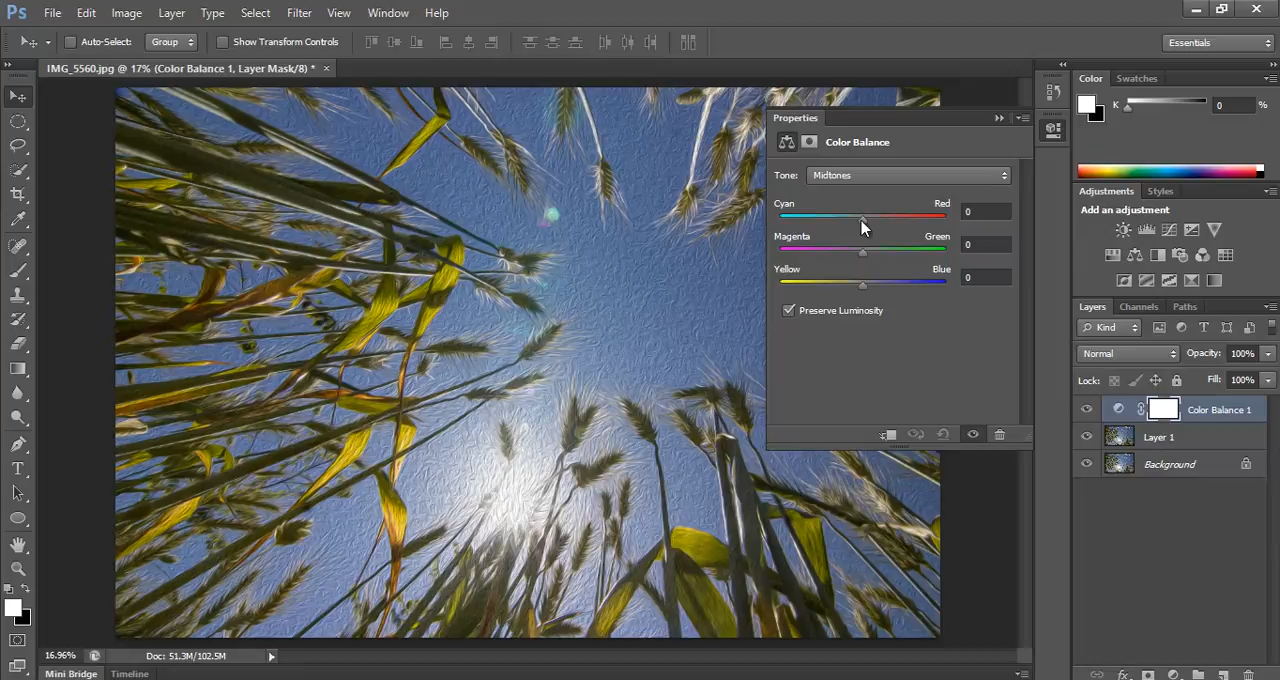 Ps File Edit Image Layer Type Select Filter View Window Help
Auto-Select: Group Show Transform Controls Essentials
IMG_5560.jpg @ 17% (Color Balance 1, Layer Mask/8) * ×
Color Swatches
K 0 %
Properties
Color Balance
Tone: Midtones
Cyan Red 0
Magenta Green 0
Yellow Blue 0
Preserve Luminosity
Adjustments Styles
Add an adjustment
Layers Channels Paths
Kind
Normal Opacity: 100%
Lock: Fill: 100%
Color Balance 1
Layer 1
Background
16.96% Doc: 51.3M/102.5M
Mini Bridge Timeline